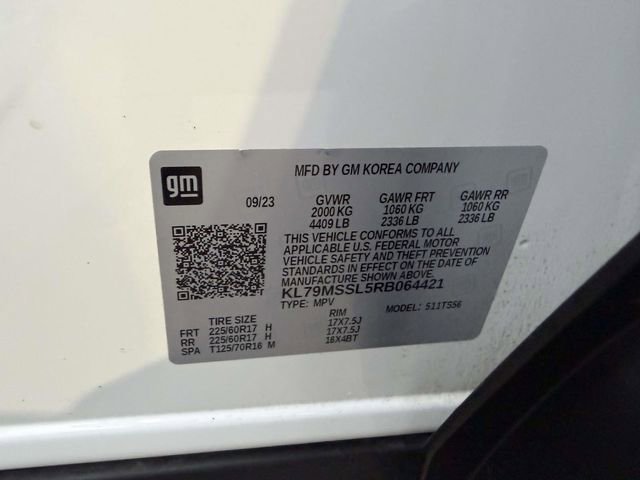 gm
MFD BY GM KOREA COMPANY
09/23
GVWR GAWR FRT GAWR RR
2000 KG 1060 KG 1060 KG
4409 LB 2336 LB 2336 LB
THIS VEHICLE CONFORMS TO ALL
APPLICABLE U.S. FEDERAL MOTOR
VEHICLE SAFETY AND THEFT PREVENTION
STANDARDS IN EFFECT ON THE DATE OF
MANUFACTURE SHOWN ABOVE.
KL79MSSL5RB064421
TYPE: MPV MODEL: 511TS56
TIRE SIZE RIM
FRT 225/60R17 H 17X7.5J
RR 225/60R17 H 17X7.5J
SPA T125/70R16 M 16X4BT